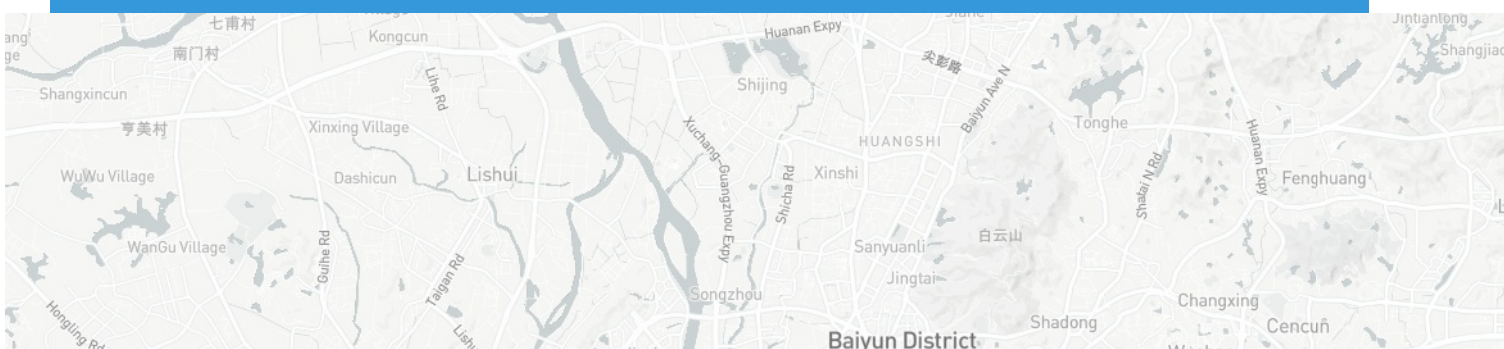 七甫村
Kongcun
Huanan Expy
南门村
Lihe Rd
Shijing
尖彭路
Baiyun Ave N
Jintianlong
Shangjiao
Shangxincun
亨美村
Xinxing Village
Xuchang-Guangzhou Expy
HUANGSHI
Tonghe
Huanan Expy
WuWu Village
Dashicun
Lishui
Shicha Rd
Xinshi
Shatai N Rd
Fenghuang
WanGu Village
Guihe Rd
Taigan Rd
Sanyuanli
白云山
Jingtai
Songzhou
Hongling Rd
Changxing
Shadong
Cencun
Baiyun District